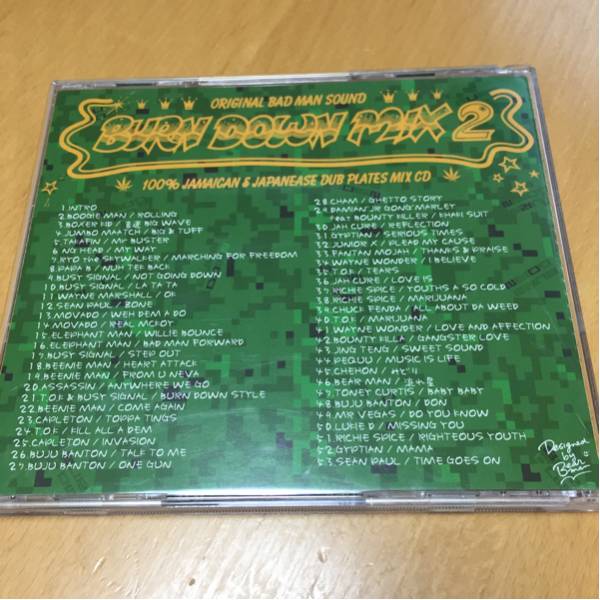 ORIGINAL BAD MAN SOUND
BURN DOWN MIX 2
100% JAMAICAN & JAPANEASE DUB PLATES MIX CD
1.INTRO
2.BOOGIE MAN / ROLLING
3.BOXER KID / BIG WAVE
4.JUMBO MAATCH / BIG & TUFF
5.TAKAFIN / MR BUSTER
6.NG HEAD / MY WAY
7.RYO the SKYWALKER / MARCHING FOR FREEDOM
8.PAPA B / NUH TEK BACK
9.BUSY SIGNAL / NOT GOING DOWN
10.BUSY SIGNAL / LA TA TA
11.WAYNE MARSHALL / OK
12.SEAN PAUL / BONE
13.MOVADO / WEH DEM A DO
14.MOVADO / REAL MCKOY
15.ELEPHANT MAN / WILLIE BOUNCE
16.ELEPHANT MAN / BAD MAN FORWARD
17.BUSY SIGNAL / STEP OUT
18.BEENIE MAN / HEART ATTACK
19.BEENIE MAN / FROM U NEVA
20.ASSASSIN / ANYWHERE WE GO
21.T.O.K & BUSY SIGNAL / BURN DOWN STYLE
22.BEENIE MAN / COME AGAIN
23.CAPLETON / TOPPA TINGS
24.T.O.K / KILL ALL A DEM
25.CAPLETON / INVASION
26.BUJU BANTON / TALK TO ME
27.BUJU BANTON / ONE GUN
28.CHAM / GHETTO STORY
29.DAMIAN JR GONG MARLEY
feat BOUNTY KILLER / KHAKI SUIT
30.JAH CURE / REFLECTION
31.GYPTIAN / SERIOUS TIMES
32.JUNIOR X / PLEAD MY CAUSE
33.FANTAN MOJAH / THANKS & PRAISE
34.WAYNE WONDER / I BELIEVE
35.T.O.K / TEARS
36.JAH CURE / LOVE IS
37.RICHIE SPICE / YOUTHS A SO COLD
38.RICHIE SPICE / MARIJUANA
39.CHUCK FENDA / ALL ABOUT DA WEED
40.T.O.K / MARIJUANA
41.WAYNE WONDER / LOVE AND AFFECTION
42.BOUNTY KILLA / GANGSTER LOVE
43.JING TENG / SWEET SOUND
44.PEDUU / MUSIC IS LIFE
45.CHEHON /
46.BEAR MAN /
47.TONEY CURTIS / BABY BABY
48.BUJU BANTON / U DON
49.MR VEGAS / DO YOU KNOW
50.LUKIE D / MISSING YOU
51.RICHIE SPICE / RIGHTEOUS YOUTH
52.GYPTIAN / MAMA
53.SEAN PAUL / TIME GOES ON
Designed
by
Bear